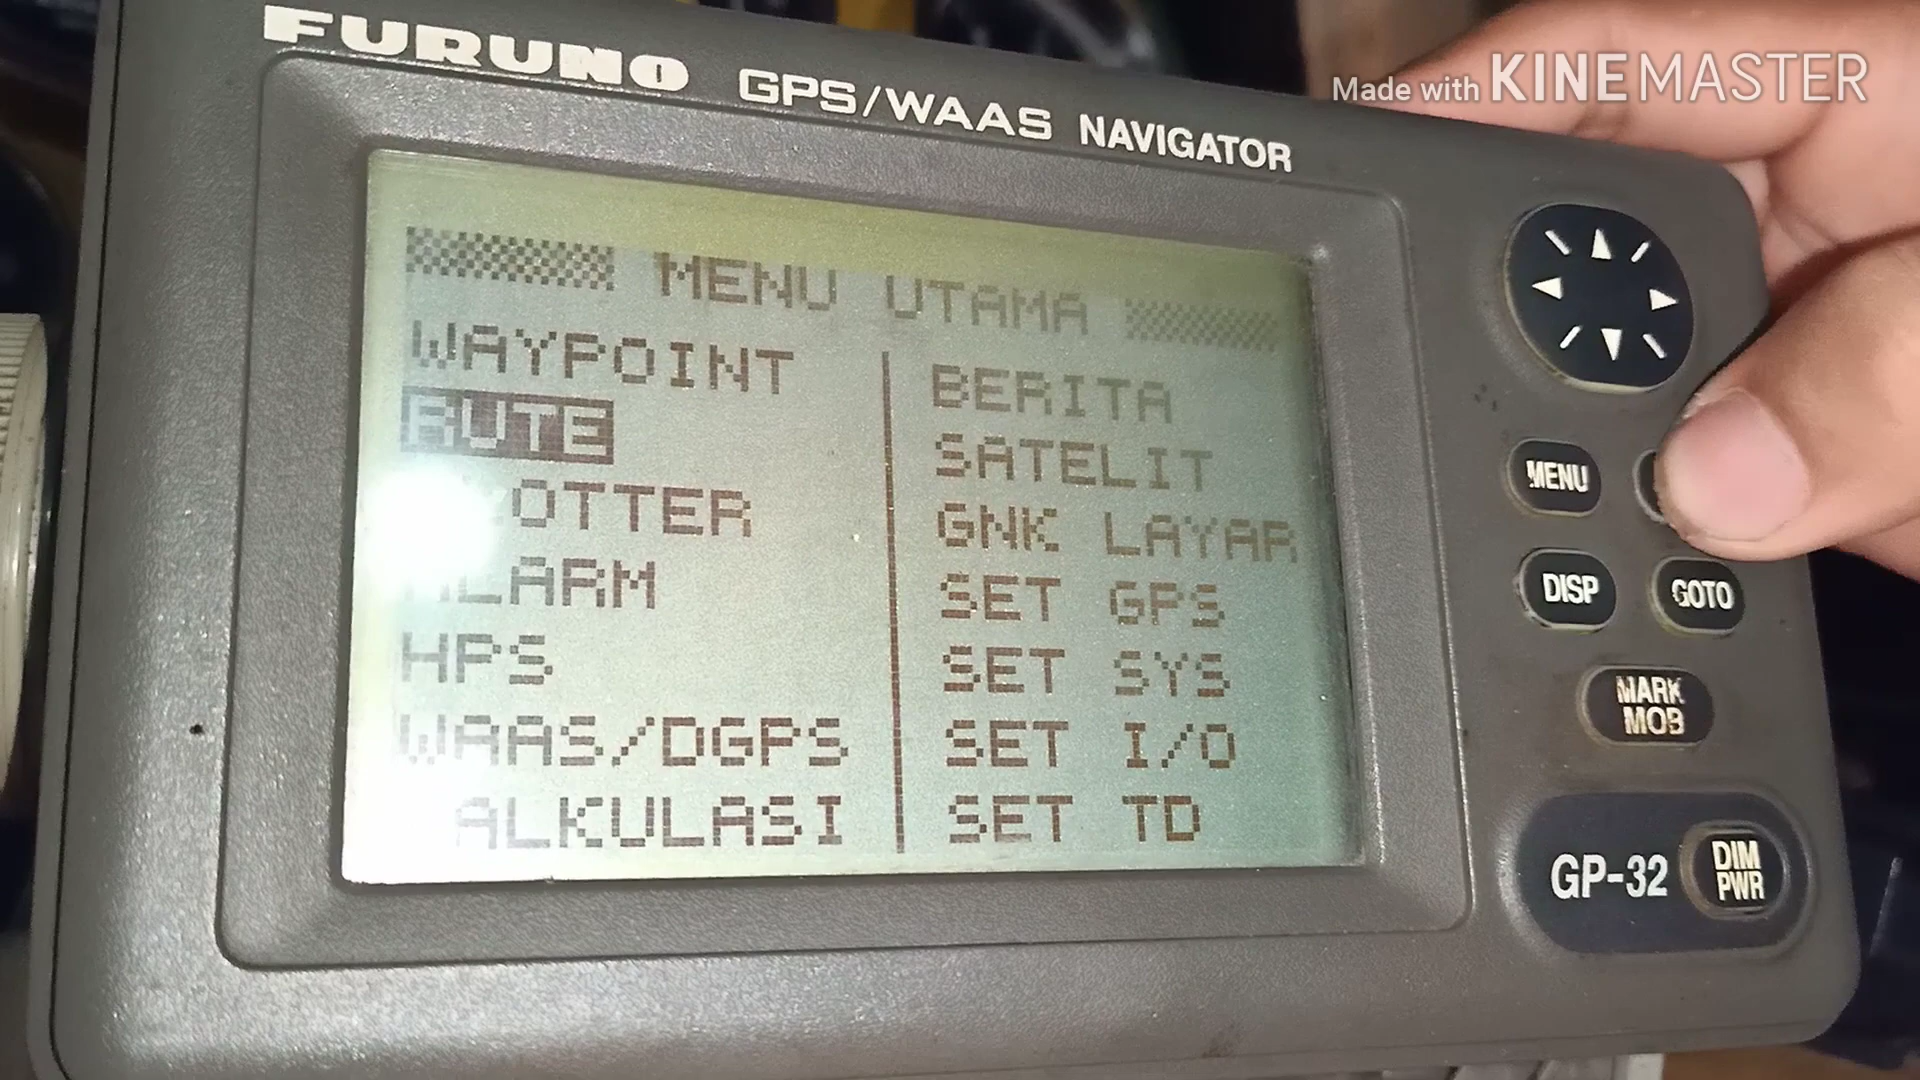 FURUNO GPS/WAAS NAVIGATOR
Made with KINEMASTER
MENU UTAMA
WAYPOINT
RUTE
OTTER
ALARM
HPS
WAAS/DGPS
ALKULASI
BERITA
SATELIT
GNK LAYAR
SET GPS
SET SYS
SET I/O
SET TD
MENU
DISP
GOTO
MARK
MOB
GP-32
DIM
PWR